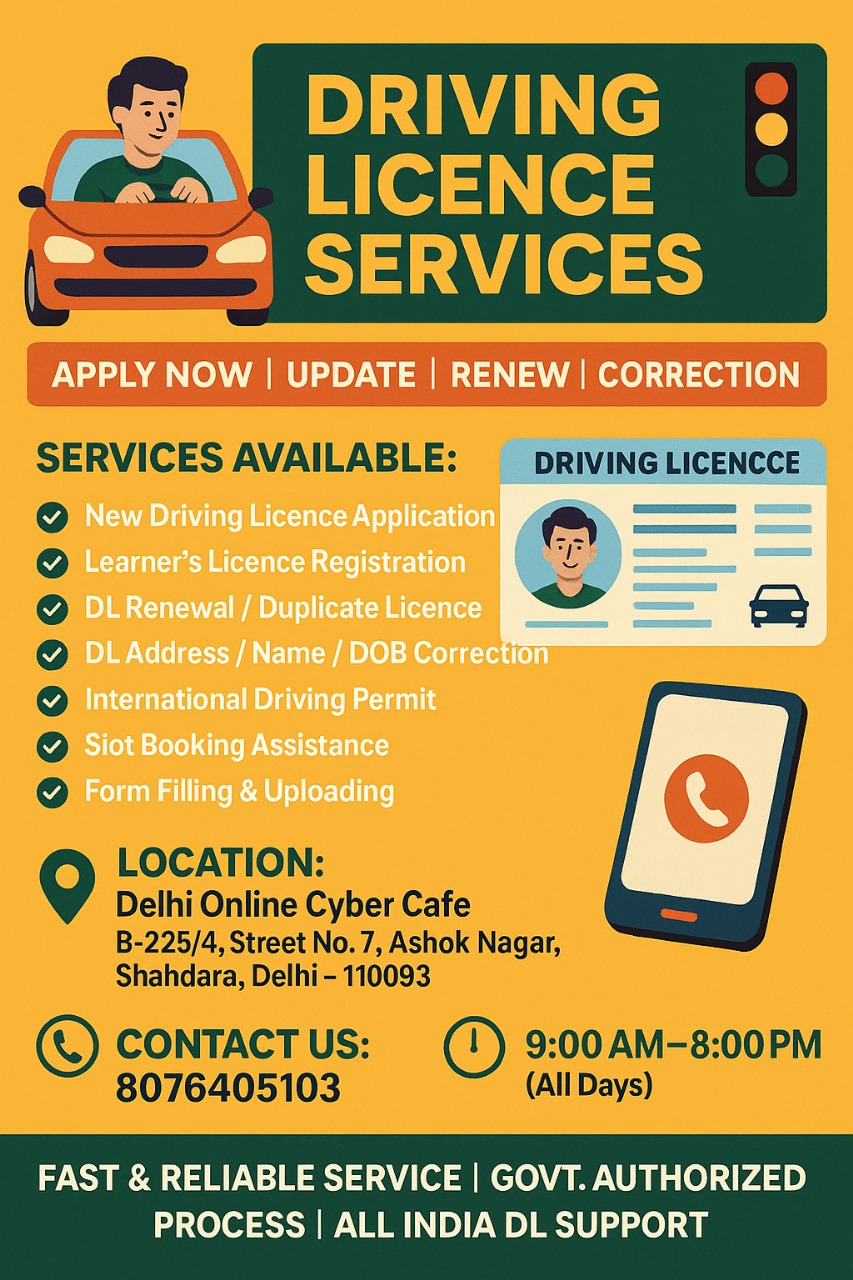 DRIVING
LICENCE
SERVICES
APPLY NOW | UPDATE | RENEW | CORRECTION
SERVICES AVAILABLE:
DRIVING LICENCCE
New Driving Licence Application
Learner's Licence Registration
DL Renewal / Duplicate Licence
DL Address / Name / DOB Correction
International Driving Permit
Siot Booking Assistance
Form Filling & Uploading
LOCATION:
Delhi Online Cyber Cafe
B-225/4, Street No. 7, Ashok Nagar,
Shahdara, Delhi – 110093
CONTACT US:
8076405103
9:00 AM–8:00 PM
(All Days)
FAST & RELIABLE SERVICE | GOVT. AUTHORIZED
PROCESS | ALL INDIA DL SUPPORT